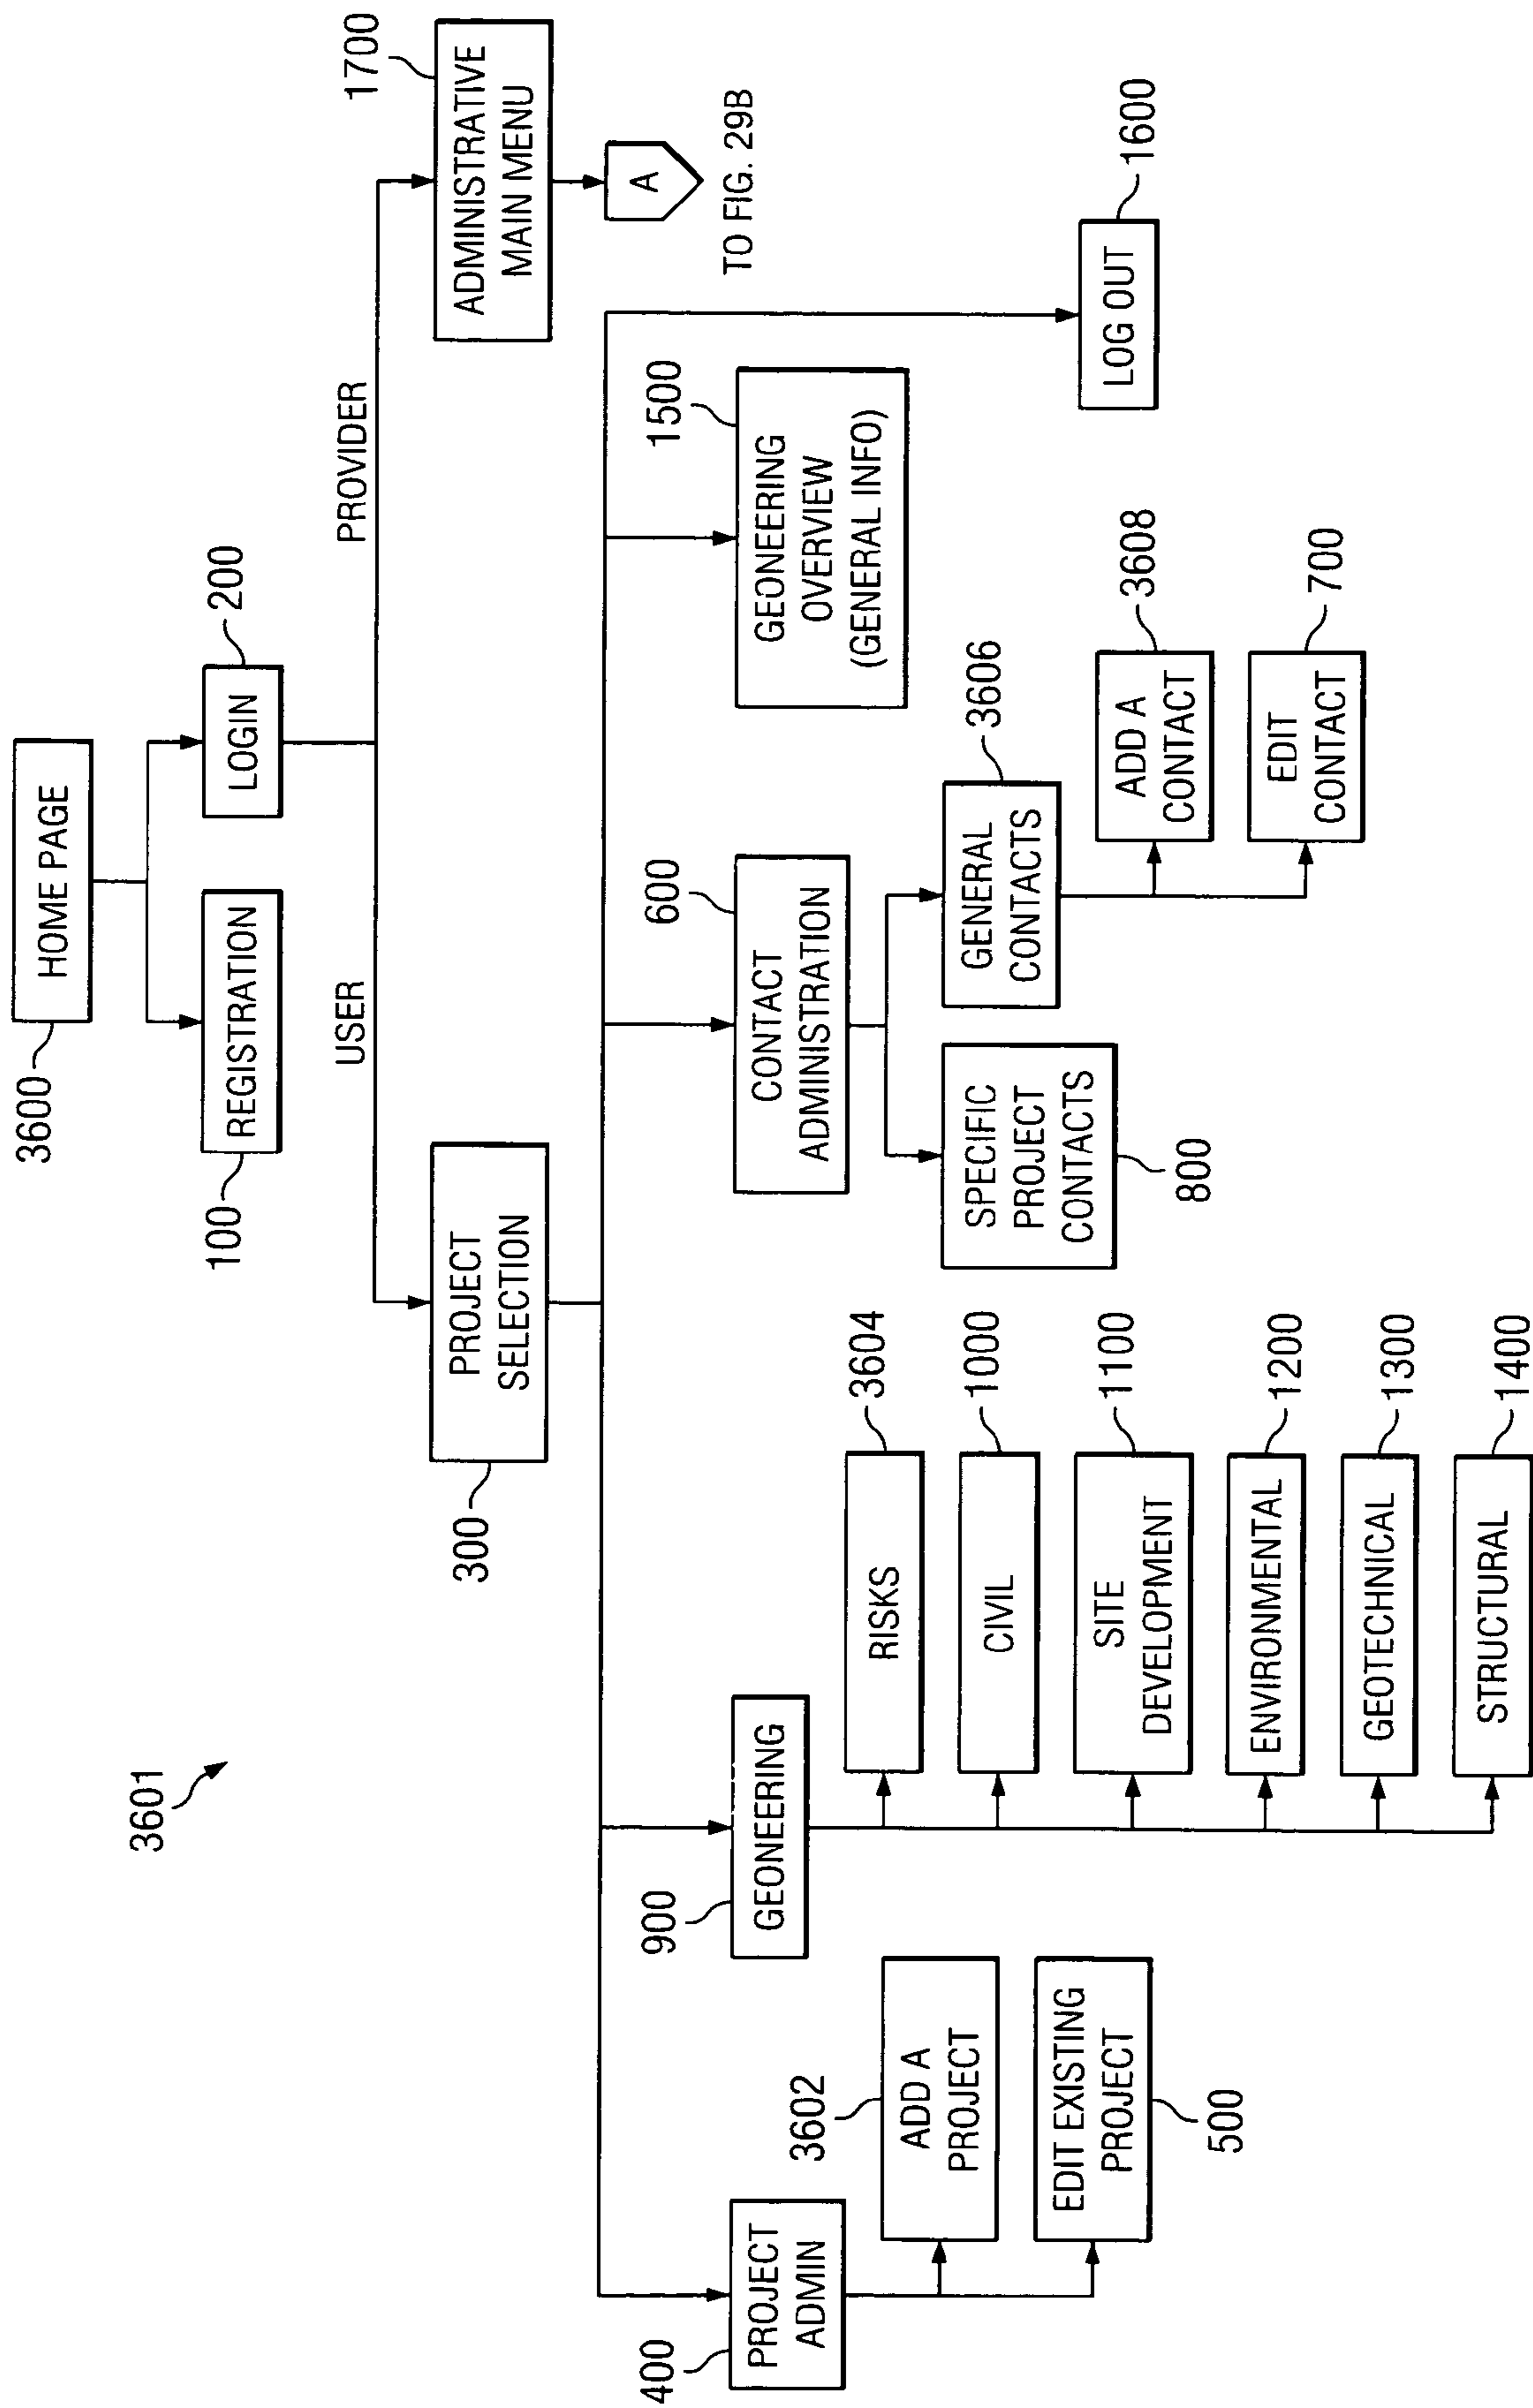 3601
3600
HOME PAGE
100
REGISTRATION
LOGIN
200
USER
PROVIDER
300
PROJECT
SELECTION
1700
ADMINISTRATIVE
MAIN MENU
A
TO FIG. 29B
400
PROJECT
ADMIN
3602
ADD A
PROJECT
EDIT EXISTING
PROJECT
500
900
GEONEERING
RISKS
3604
CIVIL
1000
SITE
DEVELOPMENT
1100
ENVIRONMENTAL
1200
GEOTECHNICAL
1300
STRUCTURAL
1400
600
CONTACT
ADMINISTRATION
SPECIFIC
PROJECT
CONTACTS
800
GENERAL
CONTACTS
3606
ADD A
CONTACT
3608
EDIT
CONTACT
700
1500
GEONEERING
OVERVIEW
(GENERAL INFO)
LOG OUT
1600